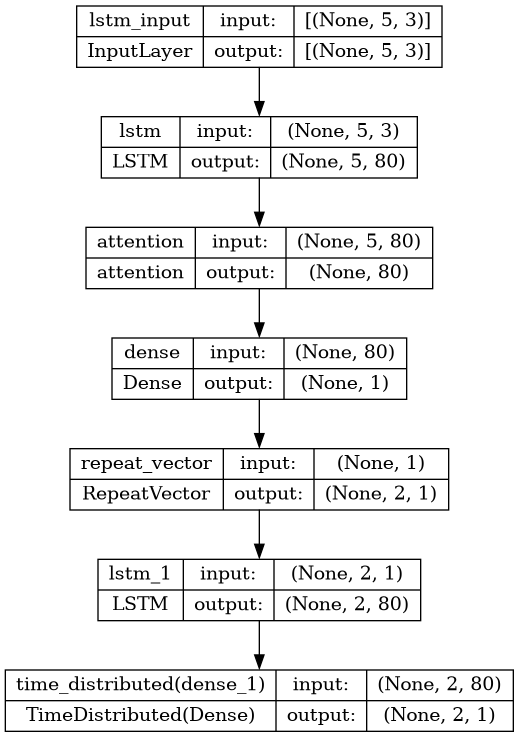 lstm_input input: [(None, 5, 3)]
InputLayer output: [(None, 5, 3)]
lstm input: (None, 5, 3)
LSTM output: (None, 5, 80)
attention input: (None, 5, 80)
attention output: (None, 80)
dense input: (None, 80)
Dense output: (None, 1)
repeat_vector input: (None, 1)
RepeatVector output: (None, 2, 1)
lstm_1 input: (None, 2, 1)
LSTM output: (None, 2, 80)
time_distributed(dense_1) input: (None, 2, 80)
TimeDistributed(Dense) output: (None, 2, 1)